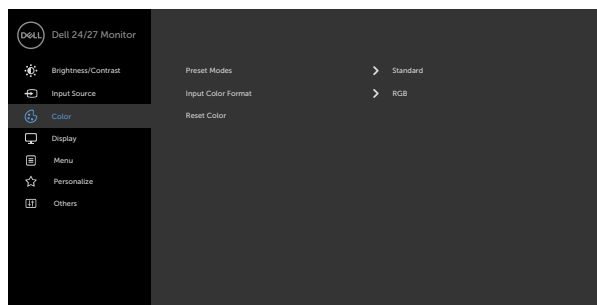 DELL Dell 24/27 Monitor
Brightness/Contrast Preset Modes Standard
Input Source Input Color Format RGB
Color Reset Color
Display
Menu
Personalize
Others